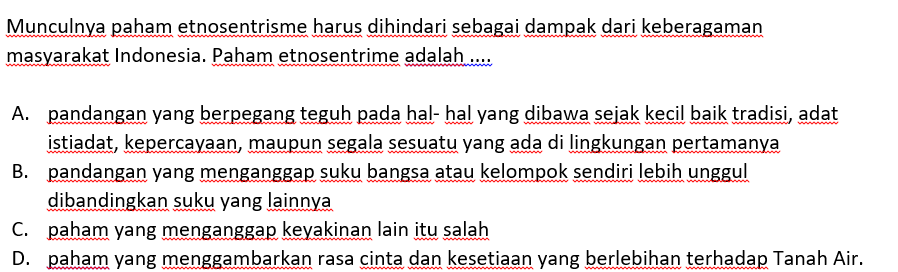 Munculnya paham etnosentrisme harus dihindari sebagai dampak dari keberagaman
masyarakat Indonesia. Paham etnosentrime adalah ....
A. pandangan yang berpegang teguh pada hal- hal yang dibawa sejak kecil baik tradisi, adat
istiadat, kepercayaan, maupun segala sesuatu yang ada di lingkungan pertamanya
B. pandangan yang menganggap suku bangsa atau kelompok sendiri lebih unggul
dibandingkan suku yang lainnya
C. paham yang menganggap keyakinan lain itu salah
D. paham yang menggambarkan rasa cinta dan kesetiaan yang berlebihan terhadap Tanah Air.